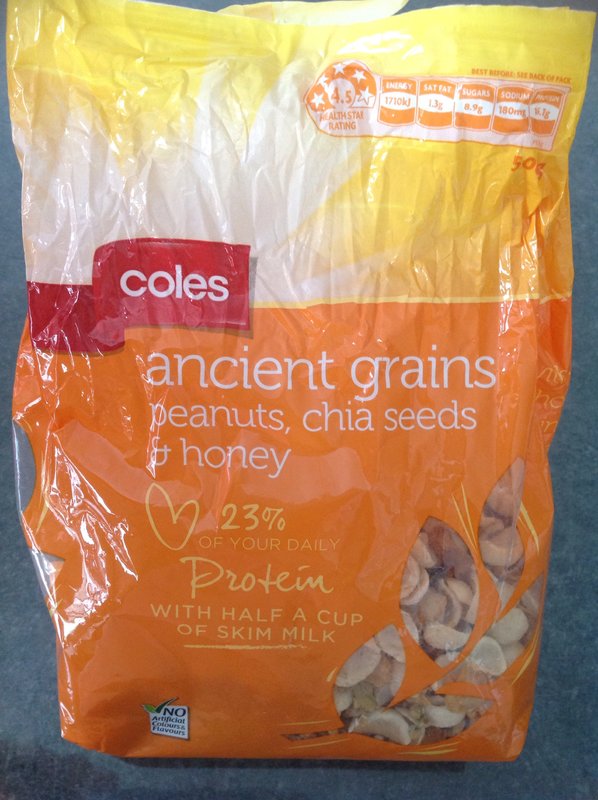 BEST BEFORE: SEE BACK OF PACK
4.5
HEALTH STAR
RATING
ENERGY
1710kJ
SAT FAT
1.3g
SUGARS
8.9g
SODIUM
180mg
PROTEIN
50g
coles
ancient grains
peanuts, chia seeds
& honey
23%
OF YOUR DAILY
Protein
WITH HALF A CUP
OF SKIM MILK
NO
Artificial
Colours &
Flavours